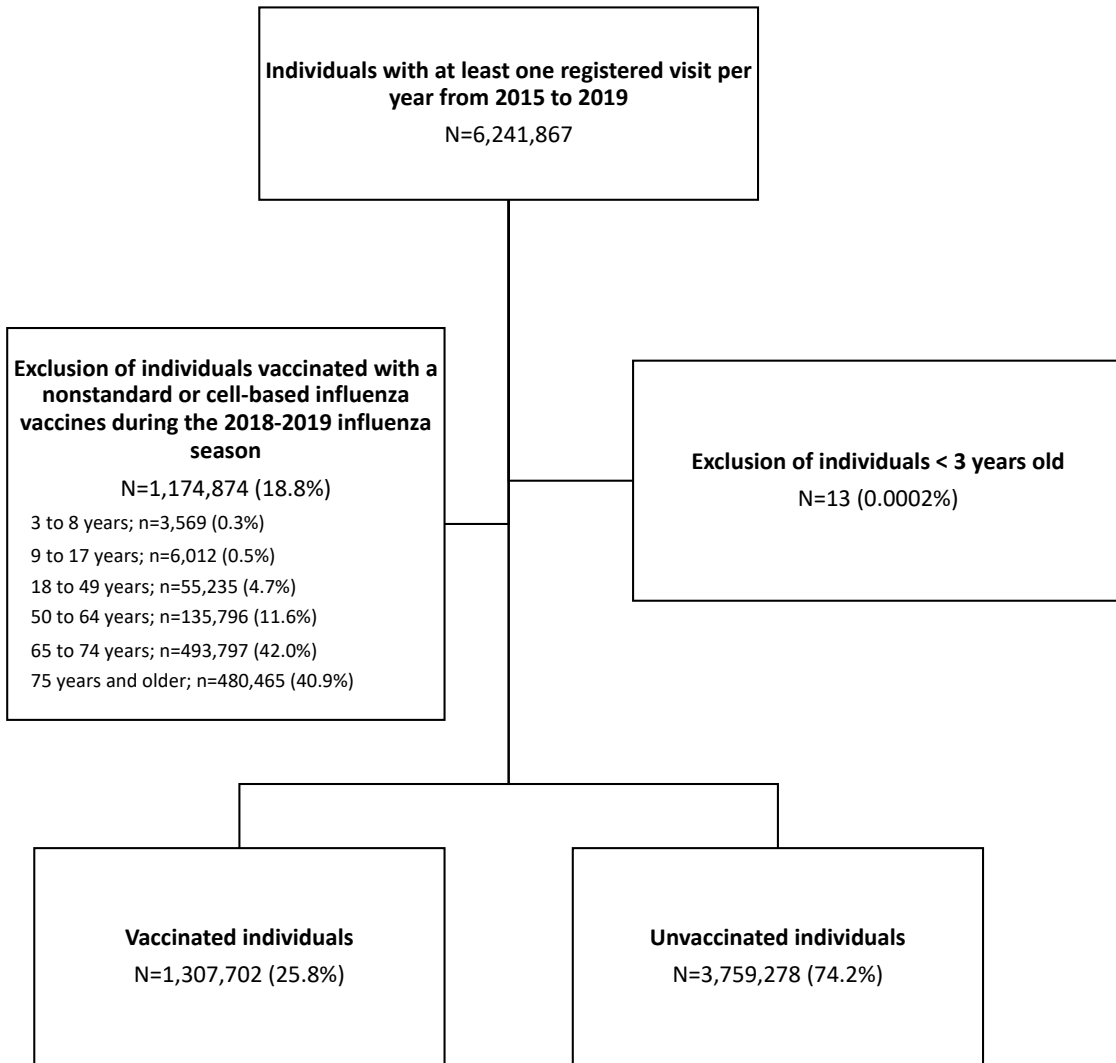 Individuals with at least one registered visit per
year from 2015 to 2019
N=6,241,867
Exclusion of individuals vaccinated with a
nonstandard or cell-based influenza
vaccines during the 2018-2019 influenza
season
N=1,174,874 (18.8%)
3 to 8 years; n=3,569 (0.3%)
9 to 17 years; n=6,012 (0.5%)
18 to 49 years; n=55,235 (4.7%)
50 to 64 years; n=135,796 (11.6%)
65 to 74 years; n=493,797 (42.0%)
75 years and older; n=480,465 (40.9%)
Exclusion of individuals < 3 years old
N=13 (0.0002%)
Vaccinated individuals
N=1,307,702 (25.8%)
Unvaccinated individuals
N=3,759,278 (74.2%)